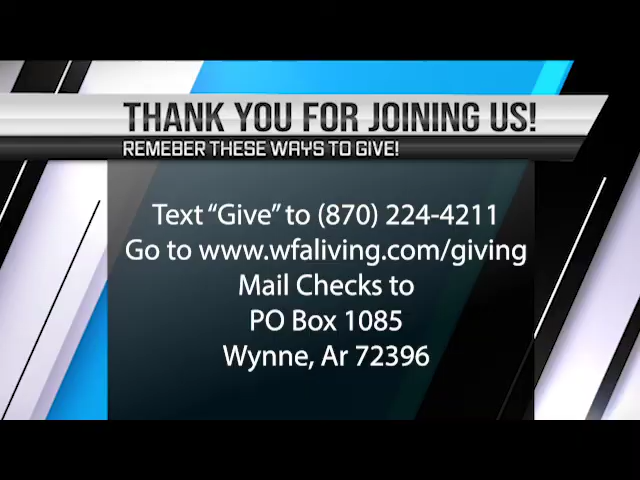 THANK YOU FOR JOINING US!
REMEBER THESE WAYS TO GIVE!
Text “Give” to (870) 224-4211
Go to www.wfaliving.com/giving
Mail Checks to
PO Box 1085
Wynne, Ar 72396